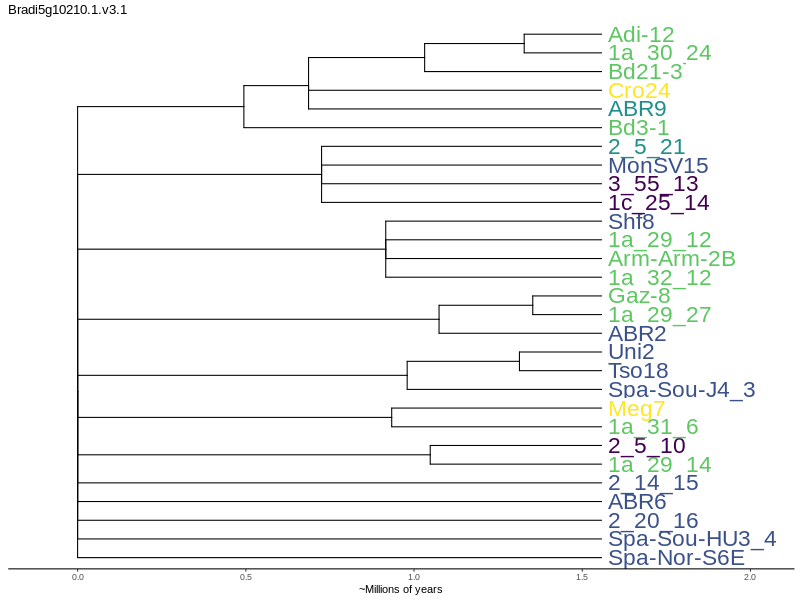 Bradi5g10210.1.v3.1
Adi-12
1a_30_24
Bd21-3
Cro24
ABR9
Bd3-1
2_5_21
MonSV15
3_55_13
1c_25_14
Shf8
1a_29_12
Arm-Arm-2B
1a_32_12
Gaz-8
1a_29_27
ABR2
Uni2
Tso18
Spa-Sou-J4_3
Meg7
1a_31_6
2_5_10
1a_29_14
2_14_15
ABR6
2_20_16
Spa-Sou-HU3_4
Spa-Nor-S6E
0.0 0.5 1.0 1.5 2.0
~Millions of years